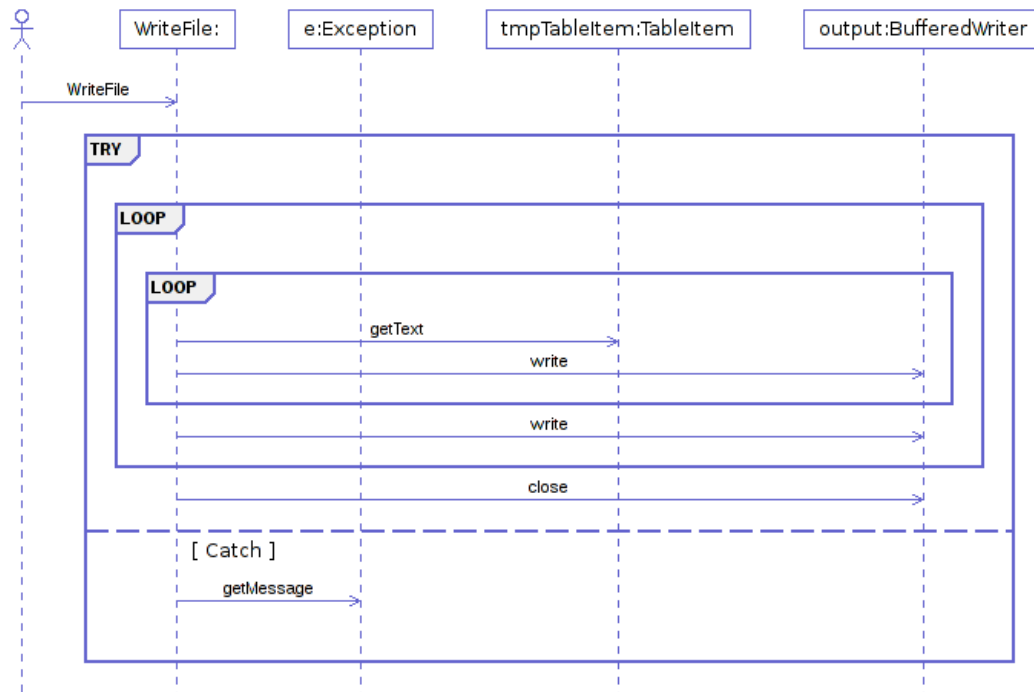 WriteFile:
e:Exception
tmpTableItem:TableItem
output:BufferedWriter
WriteFile
TRY
LOOP
LOOP
getText
write
write
close
[ Catch ]
getMessage